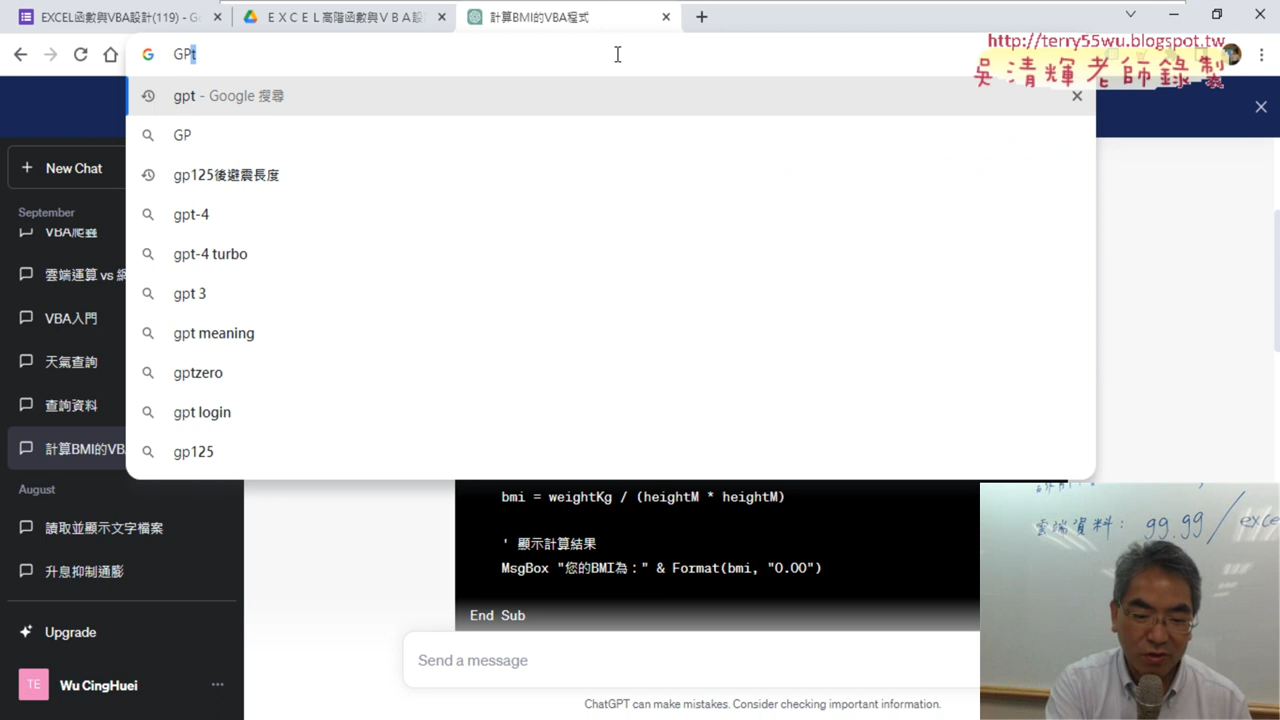 EXCEL函數與VBA設計(119) - Go
ＥＸＣＥＬ高階函數與ＶＢＡ設
計算BMI的VBA程式
http://terry55wu.blogspot.tw
吳清輝老師錄製
GPt
gpt - Google 搜尋
GP
gp125後避震長度
gpt-4
gpt-4 turbo
gpt 3
gpt meaning
gptzero
gpt login
gp125
New Chat
September
VBA爬蟲
雲端運算 vs 網
VBA入門
天氣查詢
查詢資料
計算BMI的VB
August
讀取並顯示文字檔案
升息抑制通膨
Upgrade
TE
Wu CingHuei
bmi = weightKg / (heightM * heightM)
' 顯示計算結果
MsgBox "您的BMI為：" & Format(bmi, "0.00")
End Sub
Send a message
ChatGPT can make mistakes. Consider checking important information.
雲端資料： 99.99/exce